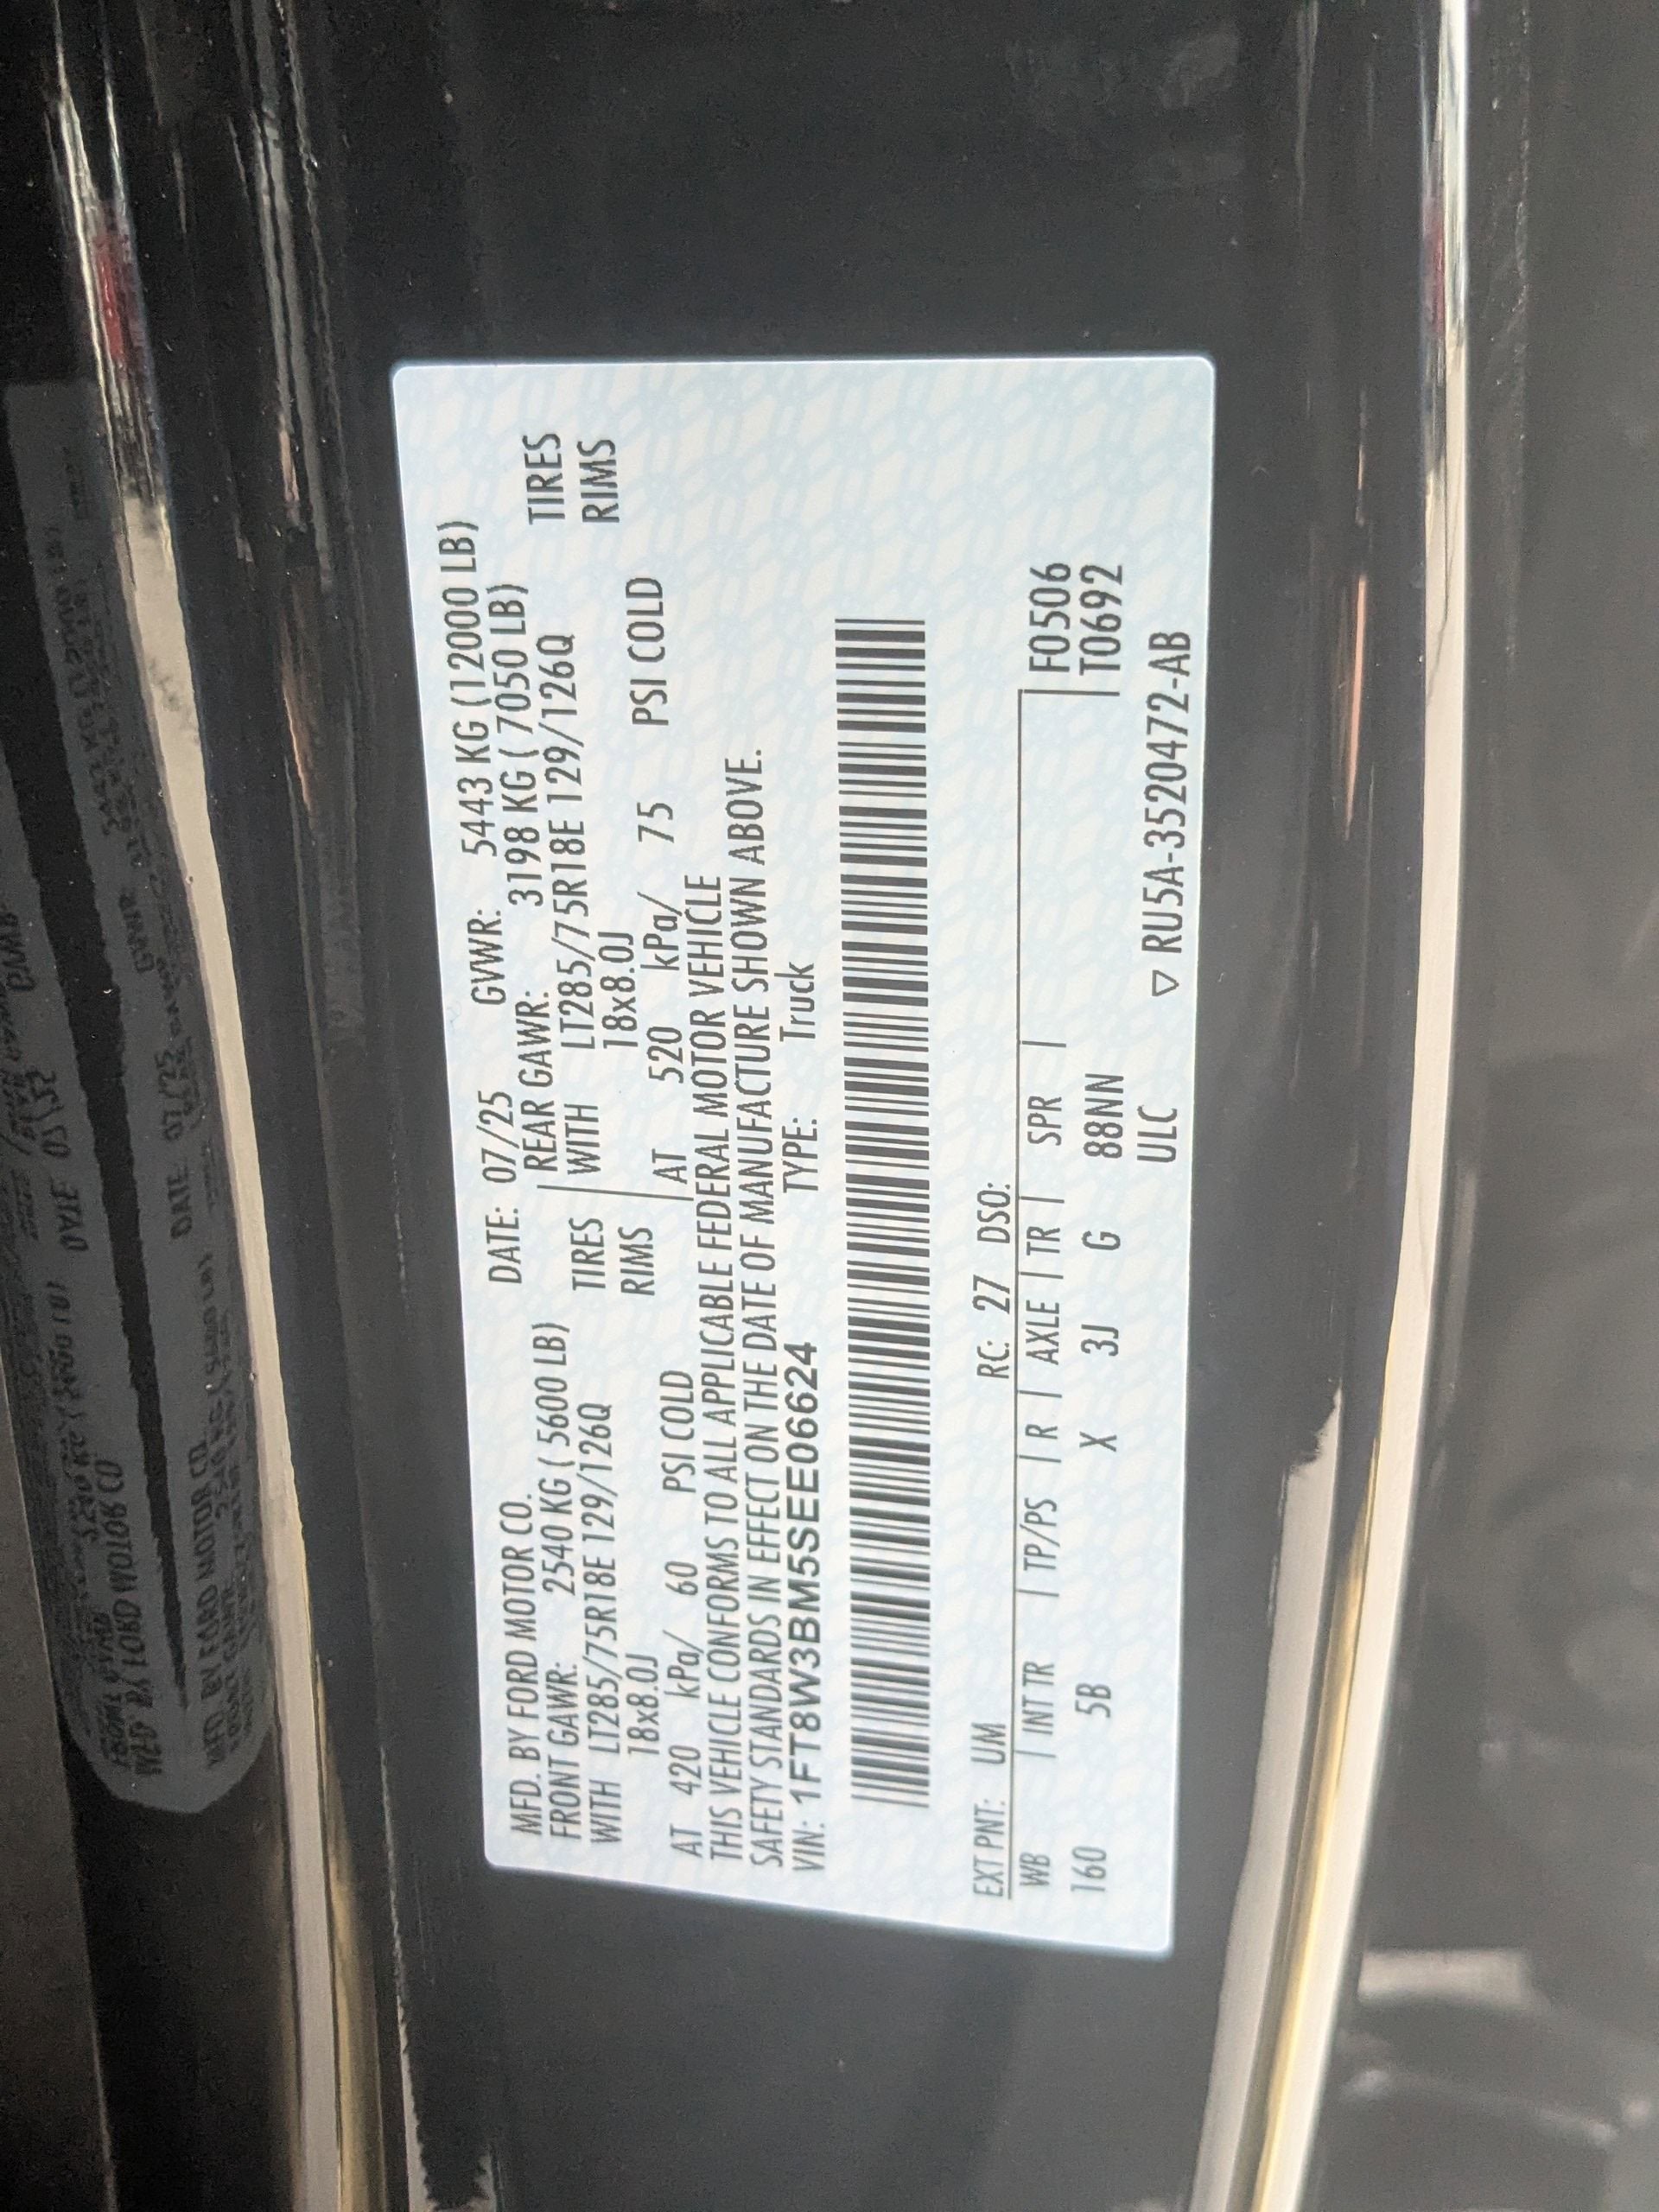 MFD. BY FORD MOTOR CO. DATE: 07/25 GVWR: 5443 KG (12000 LB)
FRONT GAWR: 2540 KG ( 5600 LB) REAR GAWR: 3198 KG ( 7050 LB)
WITH LT285/75R18E 129/126Q TIRES WITH LT285/75R18E 129/126Q TIRES
18x8.0J RIMS 18x8.0J RIMS
AT 420 kPa/ 60 PSI COLD AT 520 kPa/ 75 PSI COLD
THIS VEHICLE CONFORMS TO ALL APPLICABLE FEDERAL MOTOR VEHICLE
SAFETY STANDARDS IN EFFECT ON THE DATE OF MANUFACTURE SHOWN ABOVE.
VIN: 1FT8W3BM5SEE06624 TYPE: Truck
EXT PNT: UM RC: 27 DSO:
WB | INT TR | TP/PS | R | AXLE | TR | SPR | F0506
160 5B X 3J G 88NN T0692
ULC ▽ RU5A-3520472-AB